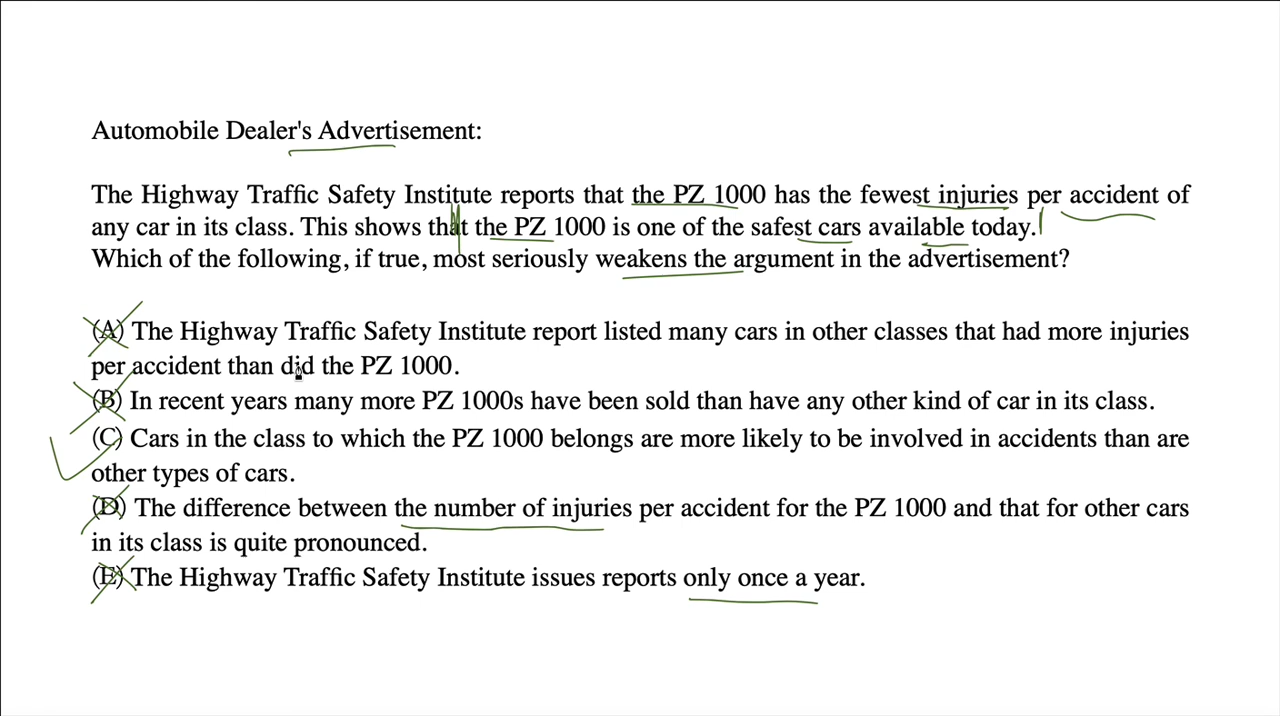 Automobile Dealer's Advertisement:
The Highway Traffic Safety Institute reports that the PZ 1000 has the fewest injuries per accident of
any car in its class. This shows that the PZ 1000 is one of the safest cars available today.
Which of the following, if true, most seriously weakens the argument in the advertisement?
(A) The Highway Traffic Safety Institute report listed many cars in other classes that had more injuries
per accident than did the PZ 1000.
(B) In recent years many more PZ 1000s have been sold than have any other kind of car in its class.
(C) Cars in the class to which the PZ 1000 belongs are more likely to be involved in accidents than are
other types of cars.
(D) The difference between the number of injuries per accident for the PZ 1000 and that for other cars
in its class is quite pronounced.
(E) The Highway Traffic Safety Institute issues reports only once a year.